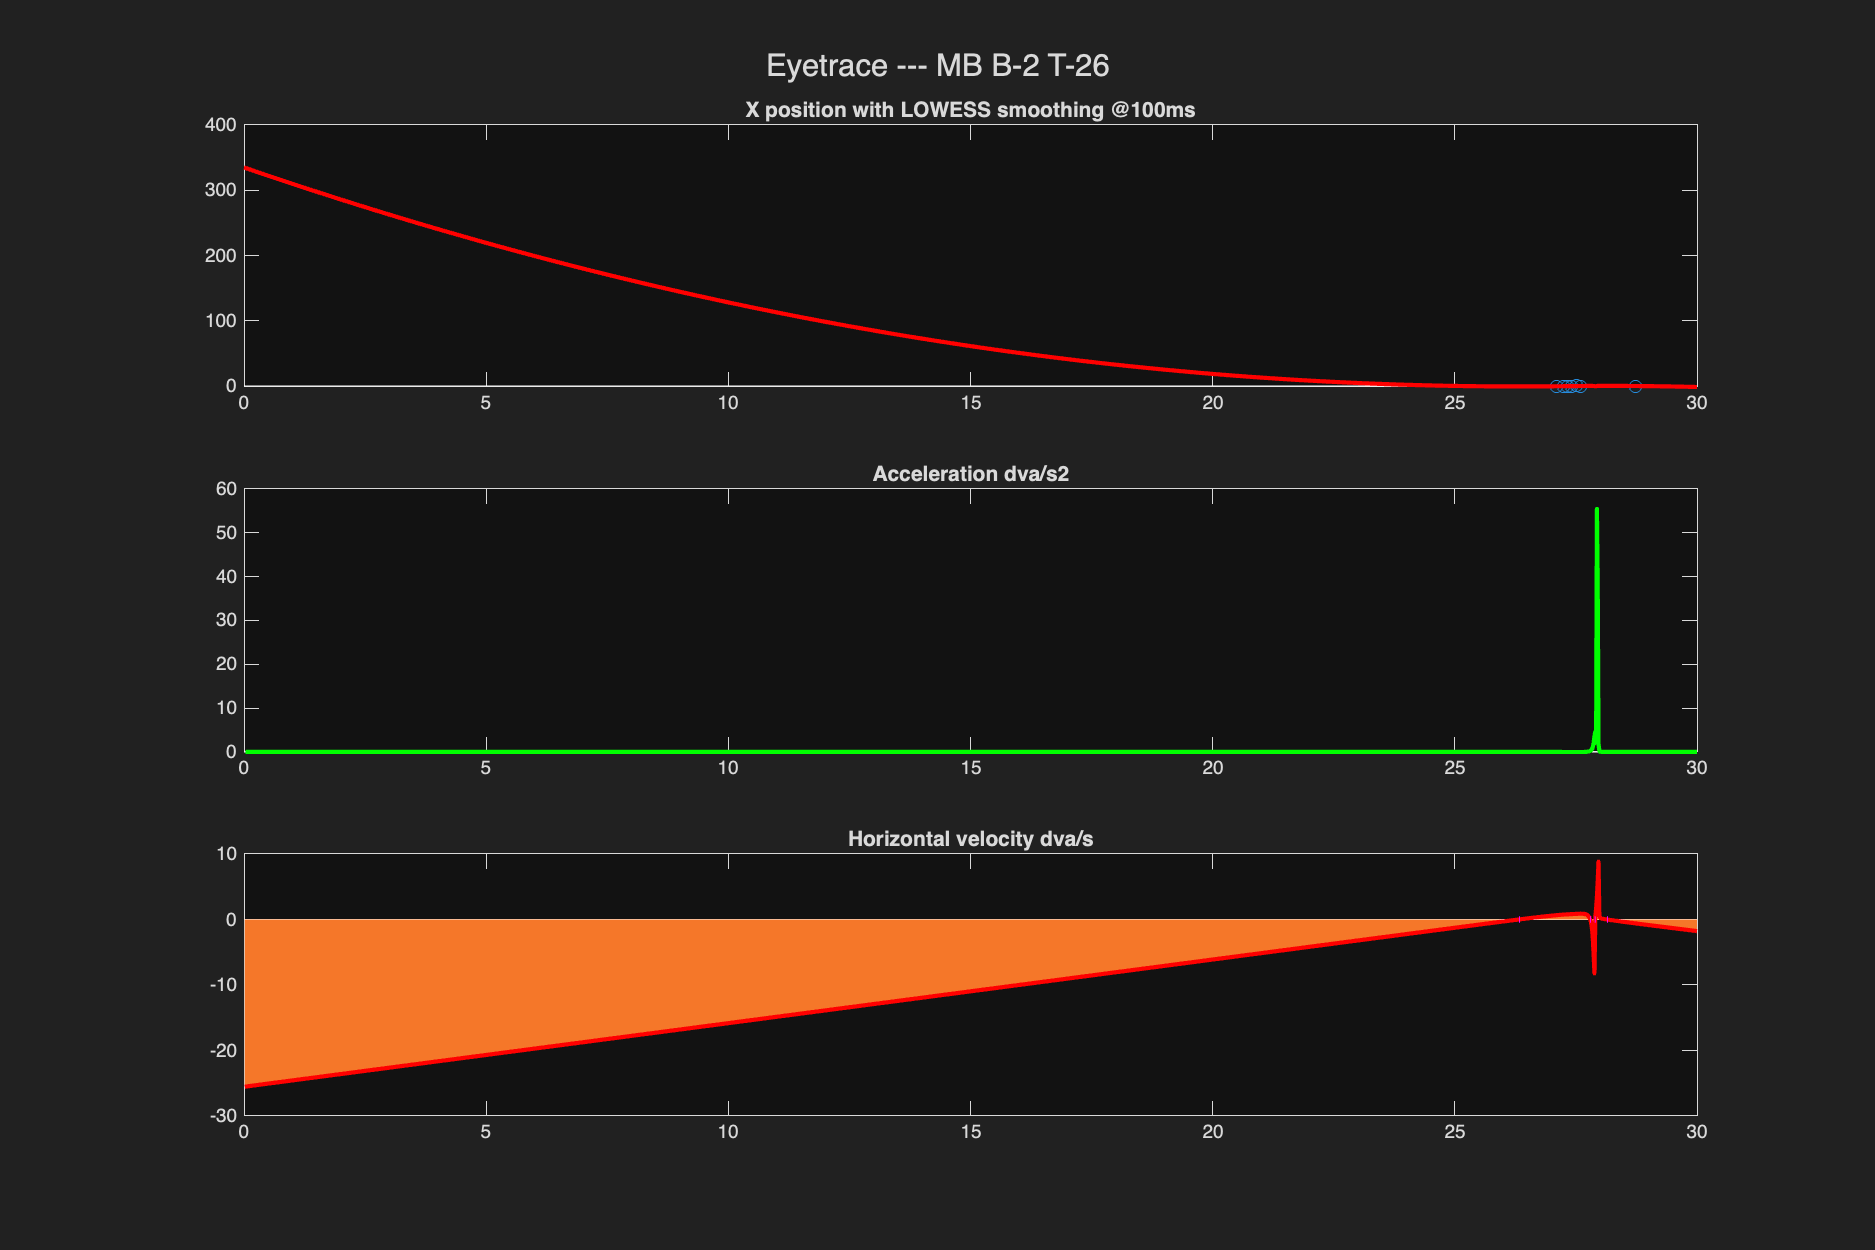 Eyetrace --- MB B-2 T-26
X position with LOWESS smoothing @100ms
400
300
200
100
0
0 5 10 15 20 25 30
Acceleration dva/s2
60
50
40
30
20
10
0
0 5 10 15 20 25 30
Horizontal velocity dva/s
10
0
-10
-20
-30
0 5 10 15 20 25 30